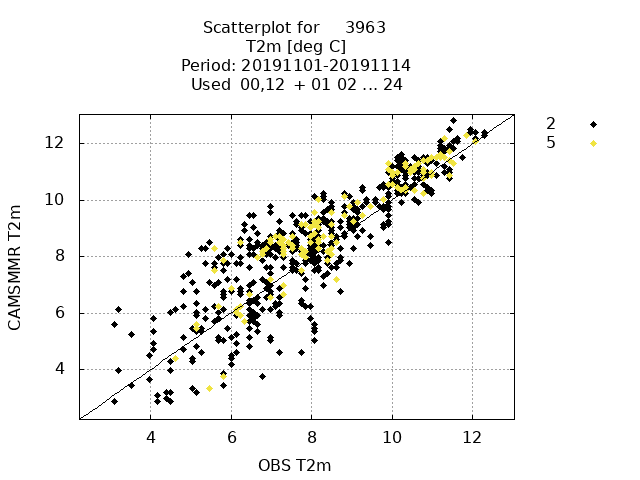 Scatterplot for 3963
T2m [deg C]
Period: 20191101-20191114
Used 00,12 + 01 02 ... 24
2
5
CAMSMMR T2m
12
10
8
6
4
4 6 8 10 12
OBS T2m